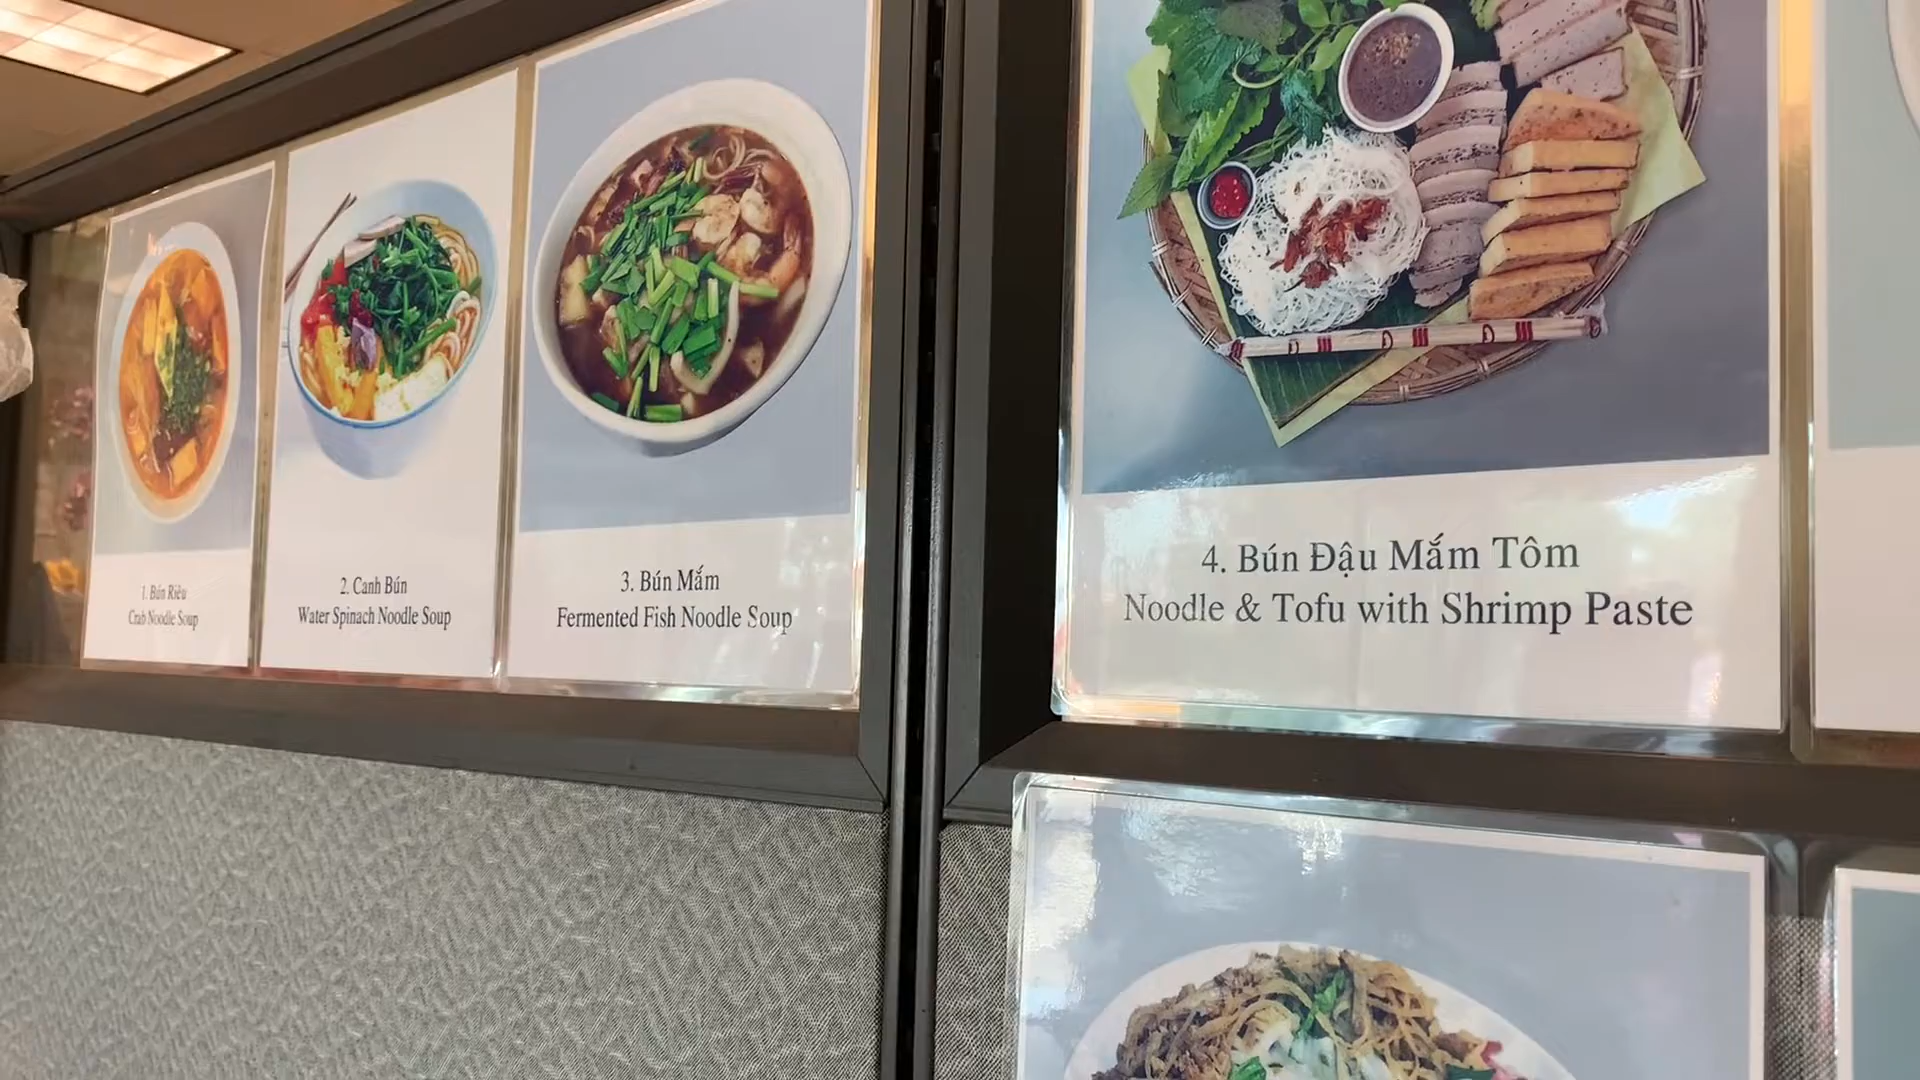 1. Bún Riêu
Crab Noodle Soup
2. Canh Bún
Water Spinach Noodle Soup
3. Bún Mắm
Fermented Fish Noodle Soup
4. Bún Đậu Mắm Tôm
Noodle & Tofu with Shrimp Paste